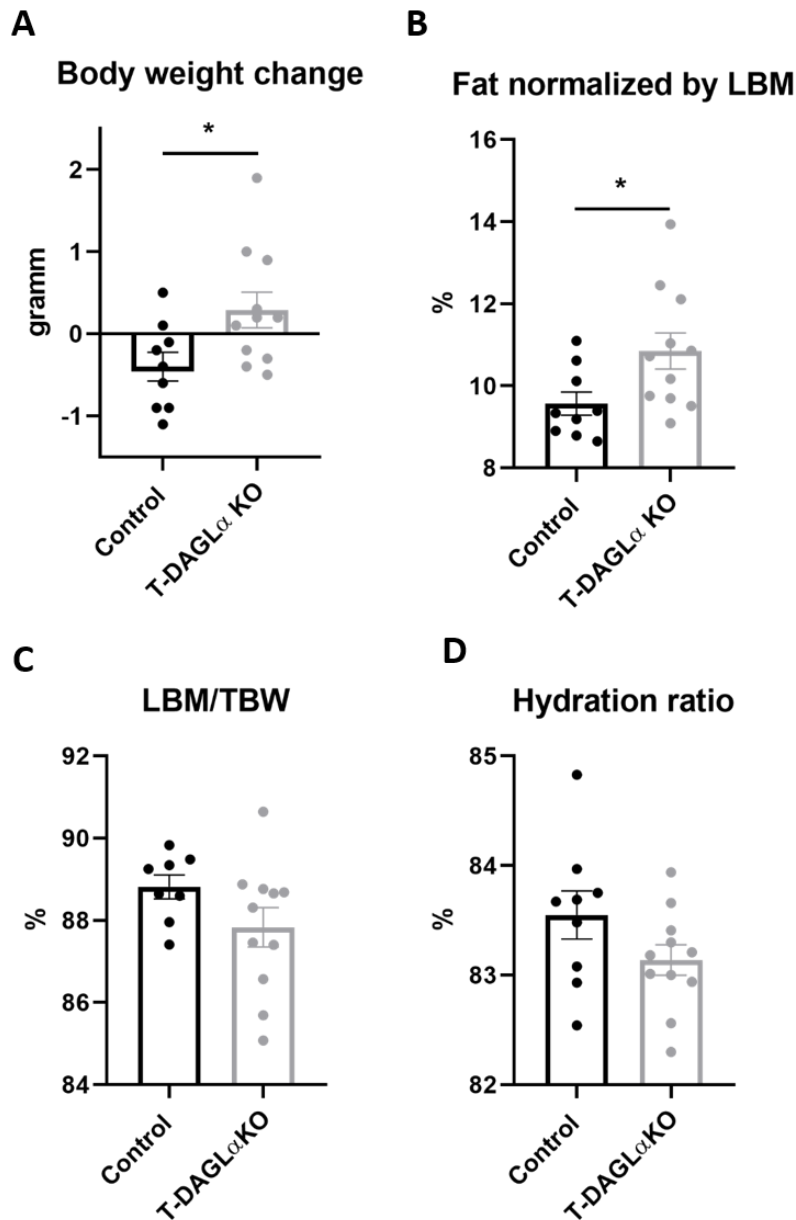 A
Body weight change
*
2
1
0
-1
gramm
Control
T-DAGLα KO
B
Fat normalized by LBM
*
16
14
12
10
8
%
Control
T-DAGLα KO
C
LBM/TBW
92
90
88
86
84
%
Control
T-DAGLαKO
D
Hydration ratio
85
84
83
82
%
Control
T-DAGLαKO